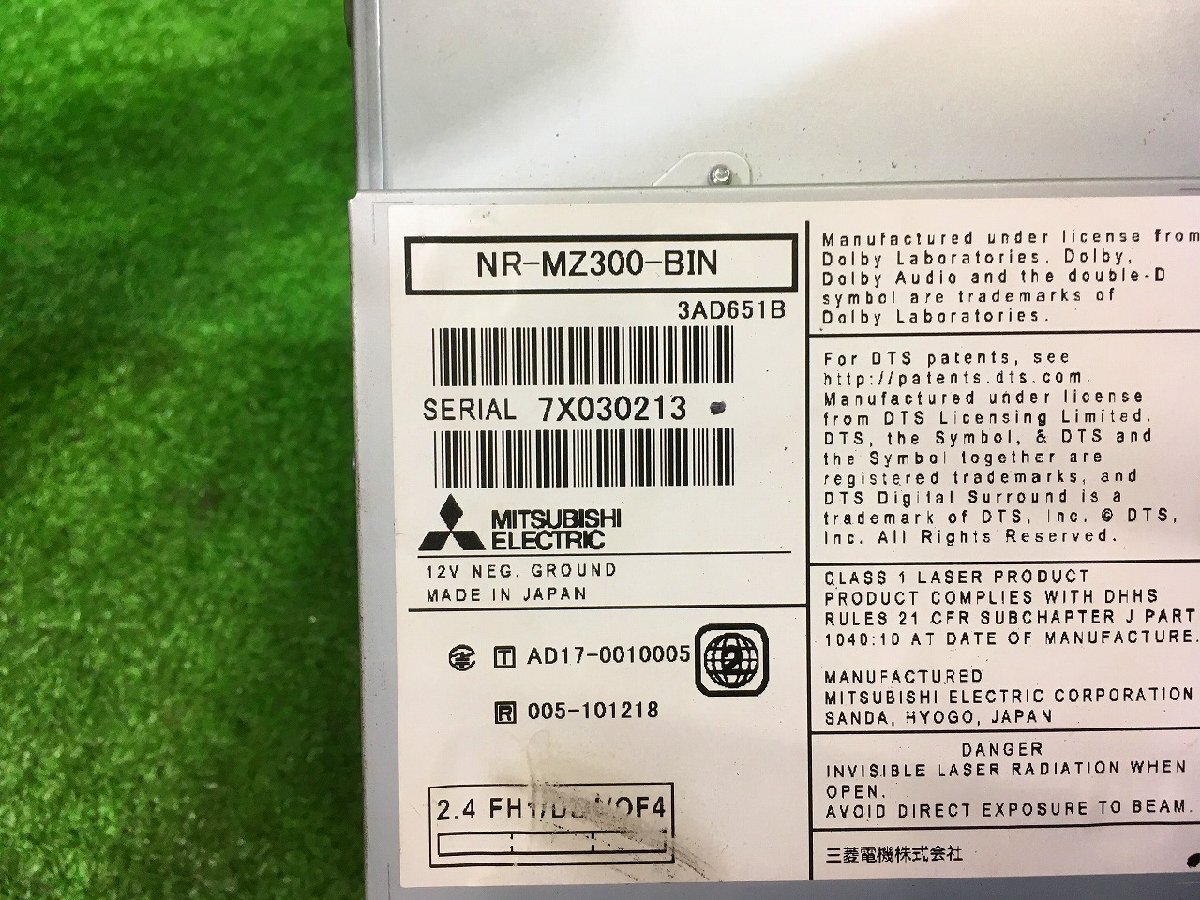 NR-MZ300-BIN
3AD651B
SERIAL 7X030213
MITSUBISHI
ELECTRIC
12V NEG. GROUND
MADE IN JAPAN
T AD17-0010005
2
R 005-101218
2.4 FH1/ /OF4
Manufactured under license from
Dolby Laboratories. Dolby,
Dolby Audio and the double-D
symbol are trademarks of
Dolby Laboratories.
For DTS patents, see
http://patents.dts.com.
Manufactured under license
from DTS Licensing Limited.
DTS, the Symbol, & DTS and
the Symbol together are
registered trademarks, and
DTS Digital Surround is a
trademark of DTS, Inc. © DTS,
Inc. All Rights Reserved.
CLASS 1 LASER PRODUCT
PRODUCT COMPLIES WITH DHHS
RULES 21 CFR SUBCHAPTER J PART
1040:10 AT DATE OF MANUFACTURE.
MANUFACTURED
MITSUBISHI ELECTRIC CORPORATION
SANDA, HYOGO, JAPAN
DANGER
INVISIBLE LASER RADIATION WHEN
OPEN.
AVOID DIRECT EXPOSURE TO BEAM.
三菱電機株式会社